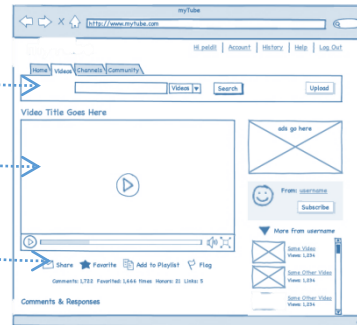 myTube
http://www.mytube.com
Hi peldi! Account History Help Log Out
Home Videos Channels Community
Videos Search Upload
Video Title Goes Here
ads go here
From: username
Subscribe
More from username
Some Video
Views: 1,234
Some Other Video
Views: 1,234
Some Other Video
Views: 1,234
Share Favorite Add to Playlist Flag
Comments: 1,733 Favorited: 1,666 times Honors: 21 Links: 5
Comments & Responses